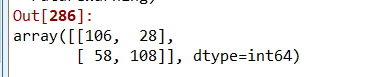 Out[286]:
array([[106,  28],
       [ 58, 108]], dtype=int64)